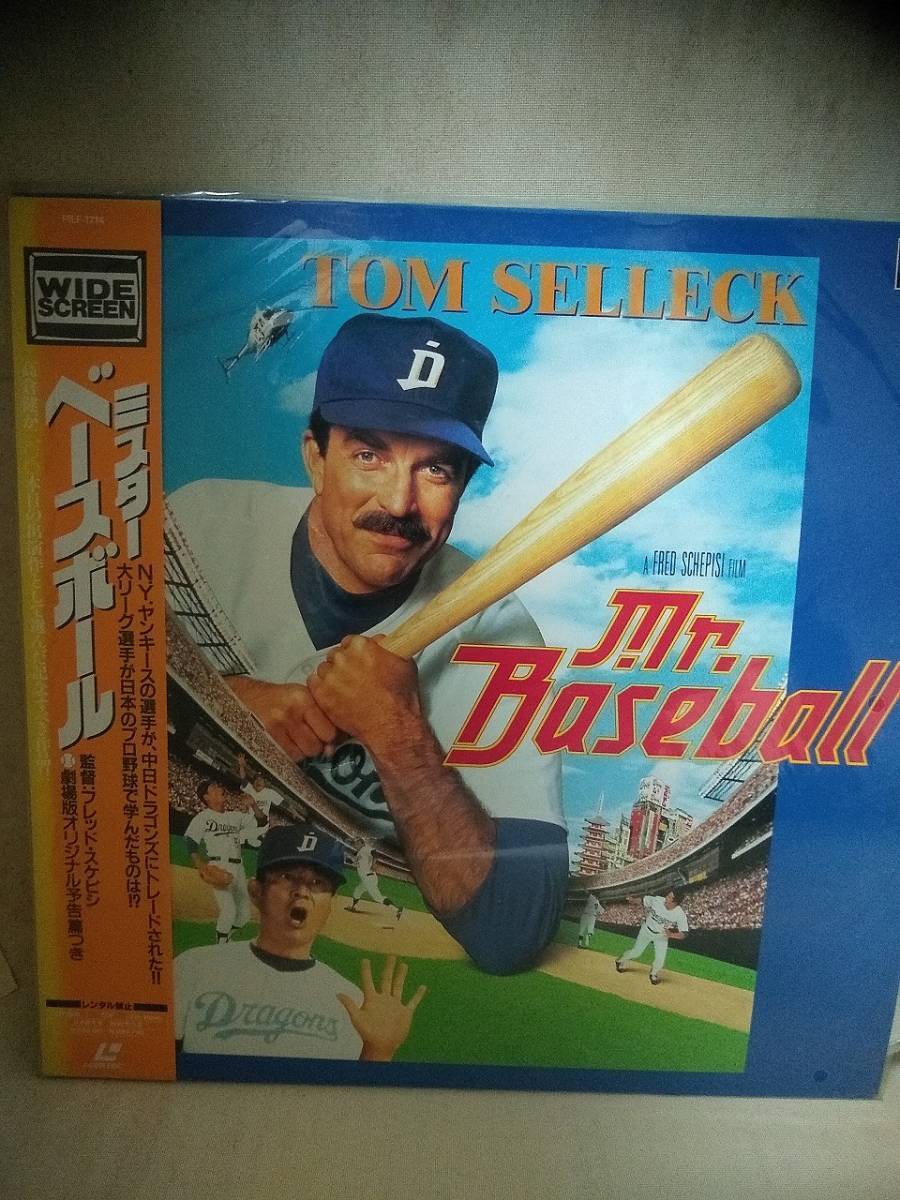 PILF-1714
WIDE
SCREEN
ミスター
ベースボール
N.Y.ヤンキースの選手が、中日ドラゴンズにトレードされた!!
大リーグ選手が日本のプロ野球で学んだものは!?
監督:フレッド・スケピシ
劇場版オリジナル予告篇つき
レンタル禁止
TOM SELLECK
D
A FRED SCHEPISI FILM
Mr.
Baseball
Dragons
D
Dragons